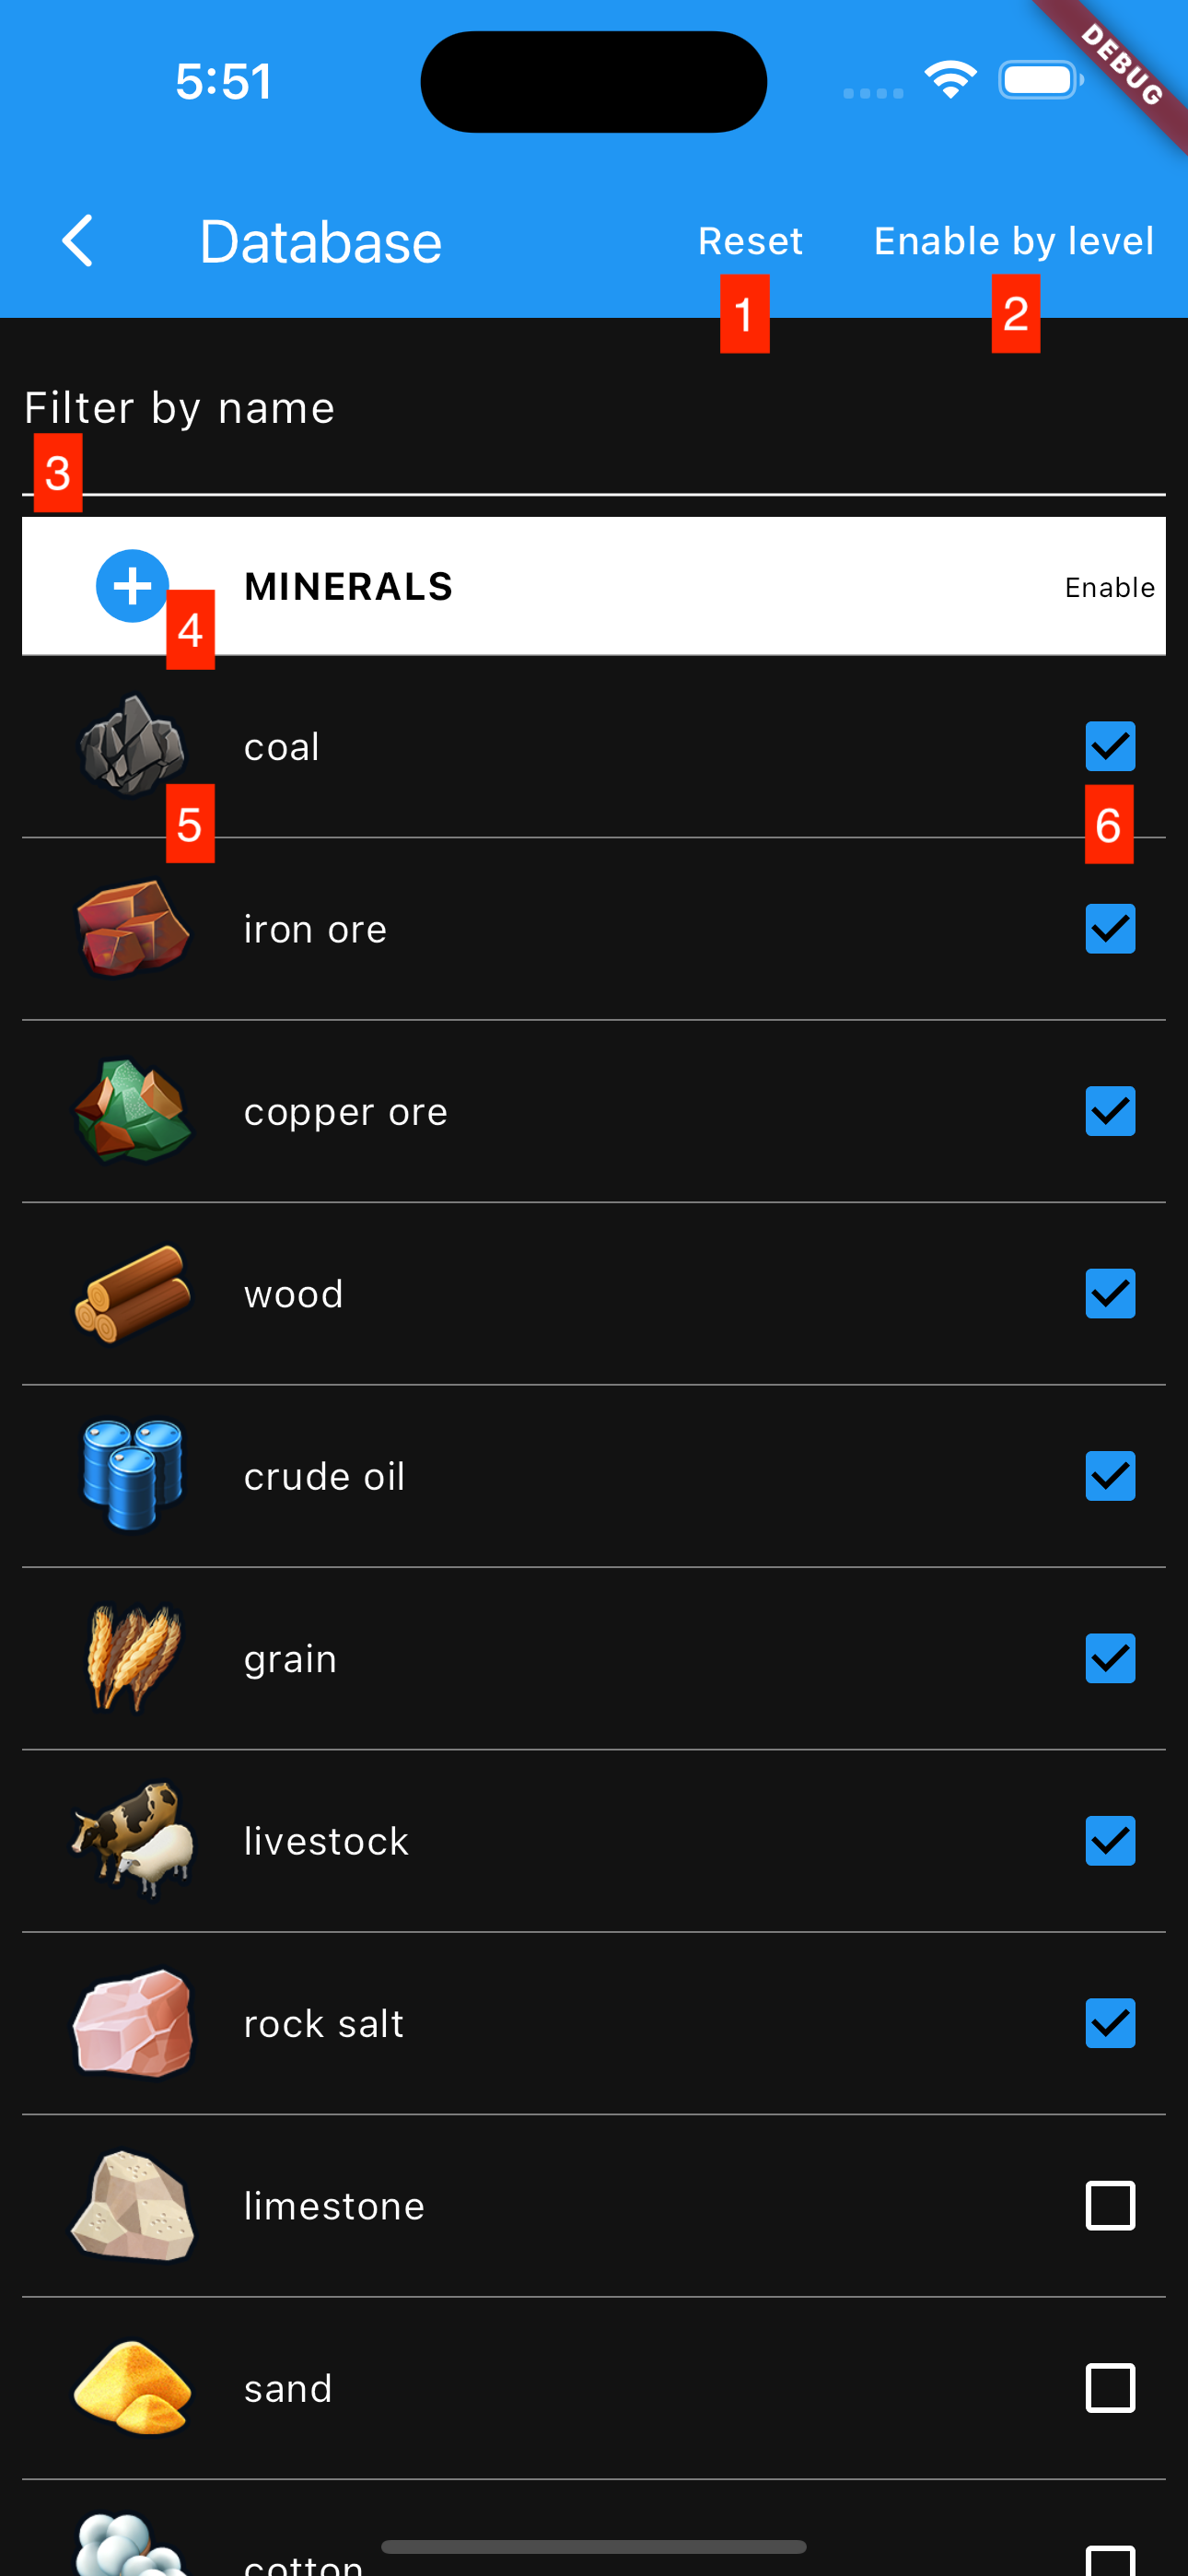 5:51
DEBUG
Database Reset Enable by level
1 2
Filter by name
3
MINERALS Enable
4
coal
5 6
iron ore
copper ore
wood
crude oil
grain
livestock
rock salt
limestone
sand
cotton